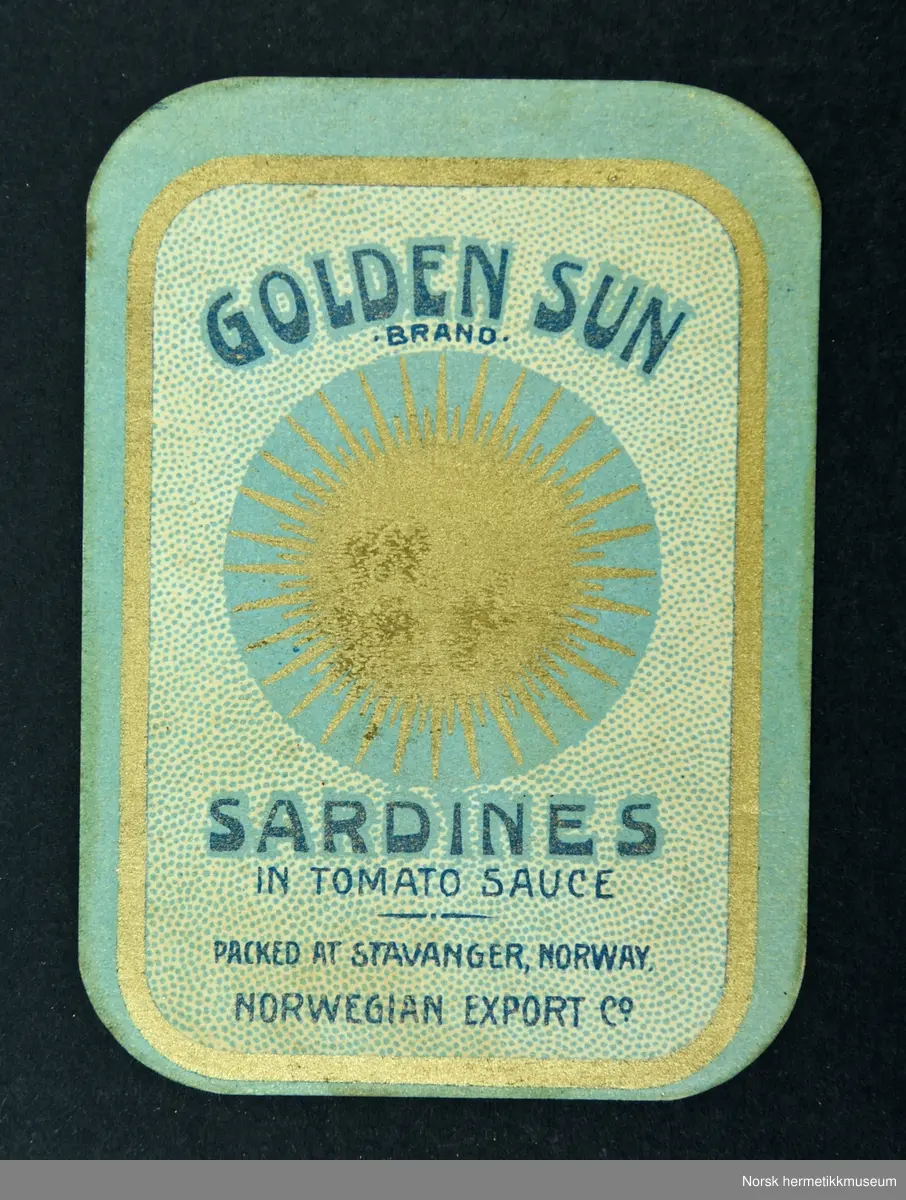 GOLDEN SUN
·BRAND·
SARDINES
IN TOMATO SAUCE
PACKED AT STAVANGER, NORWAY.
NORWEGIAN EXPORT Cº
Norsk hermetikkmuseum